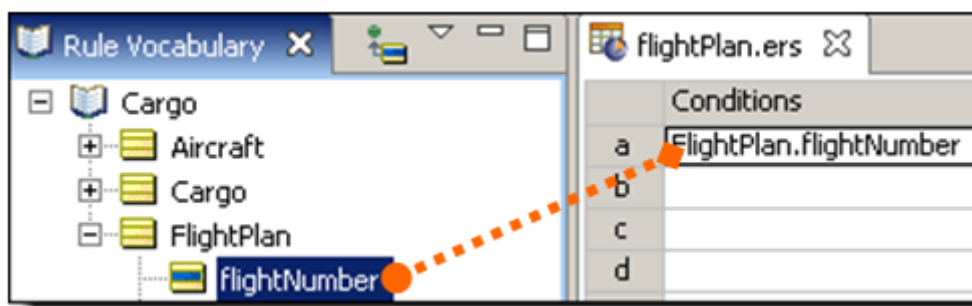 Rule Vocabulary
Cargo
Aircraft
Cargo
FlightPlan
flightNumber
flightPlan.ers
Conditions
a FlightPlan.flightNumber
b
c
d